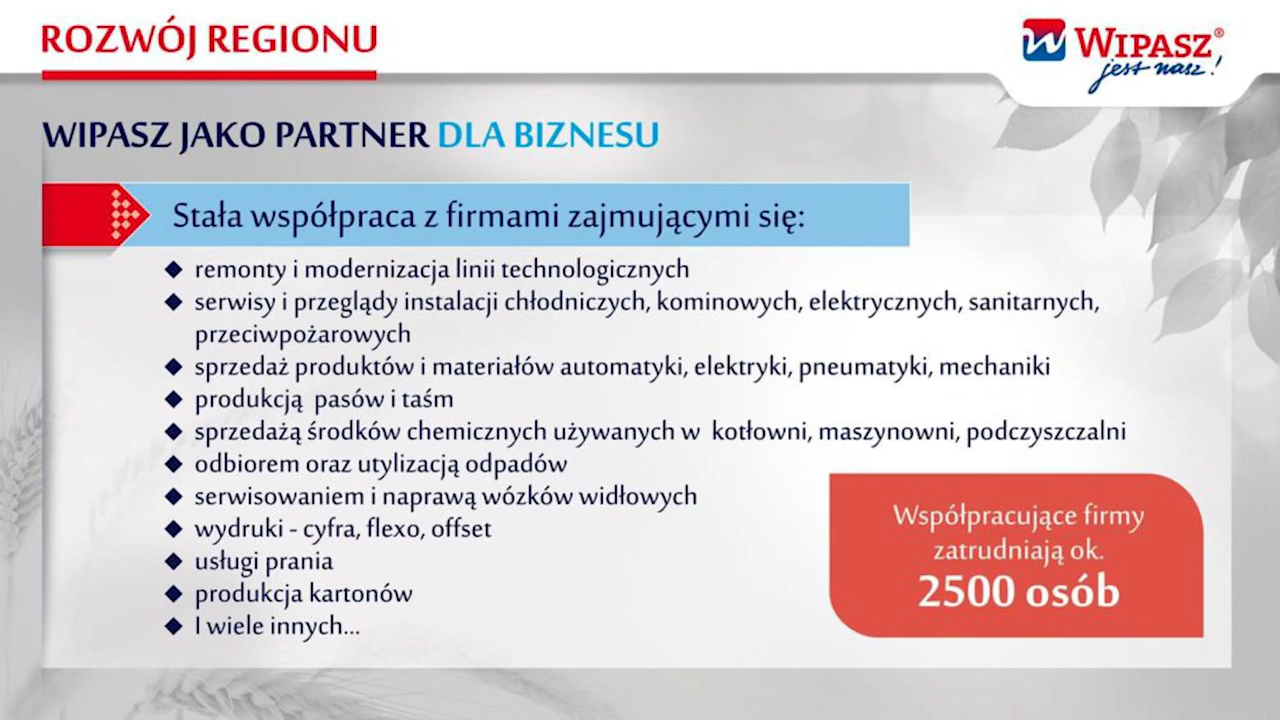 ROZWÓJ REGIONU
WIPASZ®
jest nasz!
WIPASZ JAKO PARTNER DLA BIZNESU
Stała współpraca z firmami zajmującymi się:
◆ remonty i modernizacja linii technologicznych
◆ serwisy i przeglądy instalacji chłodniczych, kominowych, elektrycznych, sanitarnych,
przeciwpożarowych
◆ sprzedaż produktów i materiałów automatyki, elektryki, pneumatyki, mechaniki
◆ produkcją pasów i taśm
◆ sprzedażą środków chemicznych używanych w kotłowni, maszynowni, podczyszczalni
◆ odbiorem oraz utylizacją odpadów
◆ serwisowaniem i naprawą wózków widłowych
◆ wydruki - cyfra, flexo, offset
◆ usługi prania
◆ produkcja kartonów
◆ I wiele innych...
Współpracujące firmy
zatrudniają ok.
2500 osób